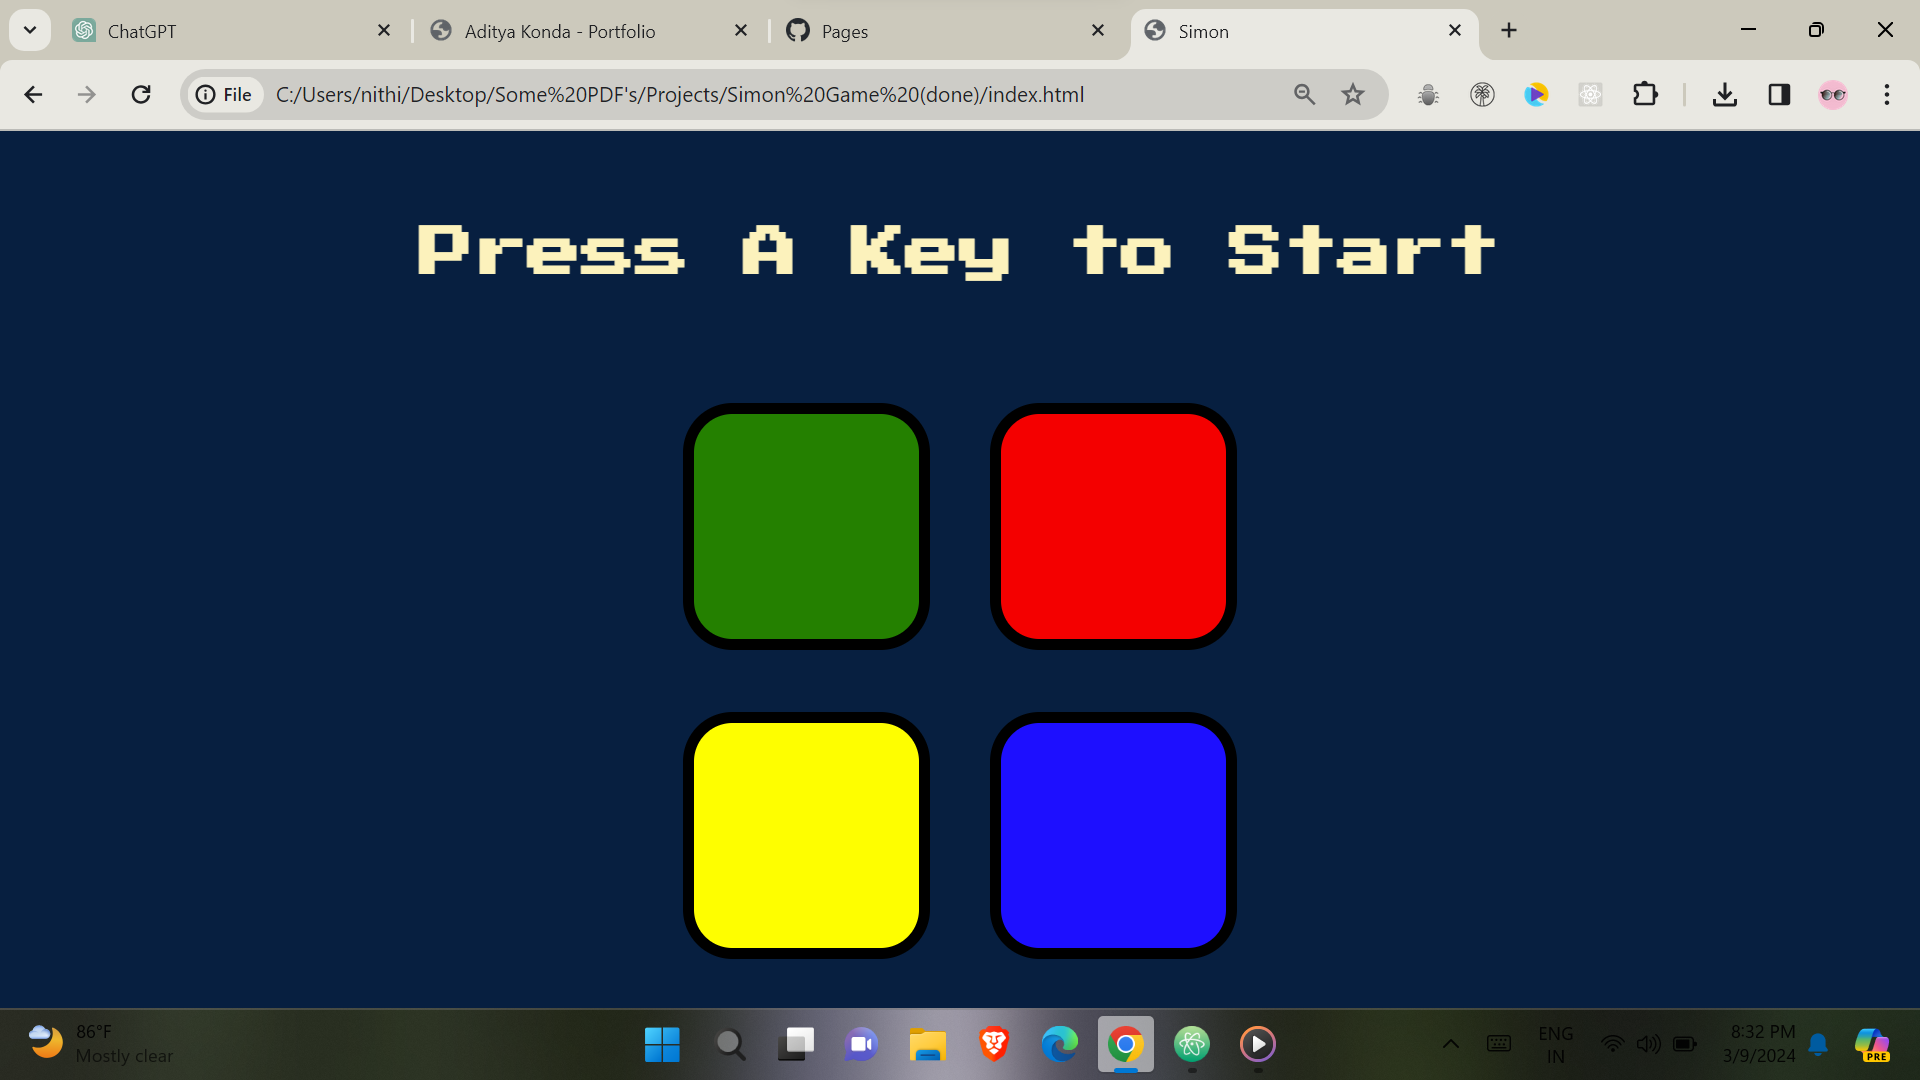 ChatGPT
Aditya Konda - Portfolio
Pages
Simon
File
C:/Users/nithi/Desktop/Some%20PDF's/Projects/Simon%20Game%20(done)/index.html
Press A Key to Start
86°F
Mostly clear
ENG
IN
8:32 PM
3/9/2024
PRE